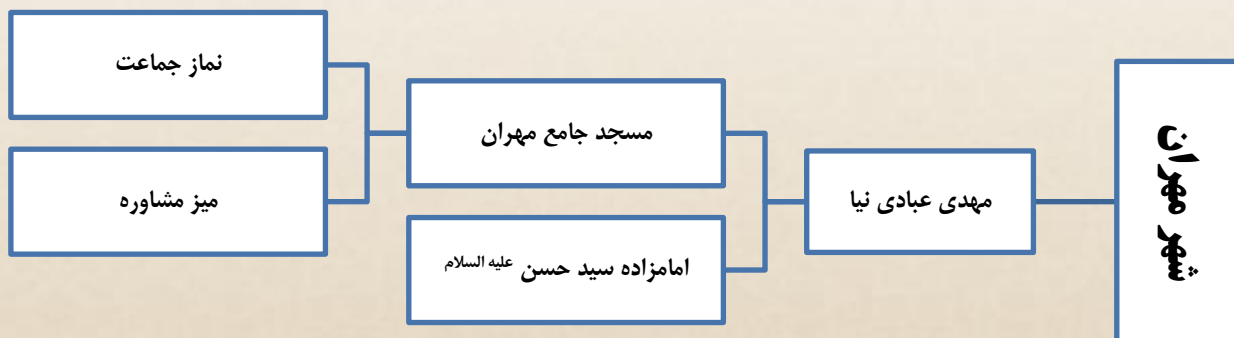 شهر مهران
مهدی عبادی نیا
مسجد جامع مهران
نماز جماعت
میز مشاوره
امامزاده سید حسن علیه السلام